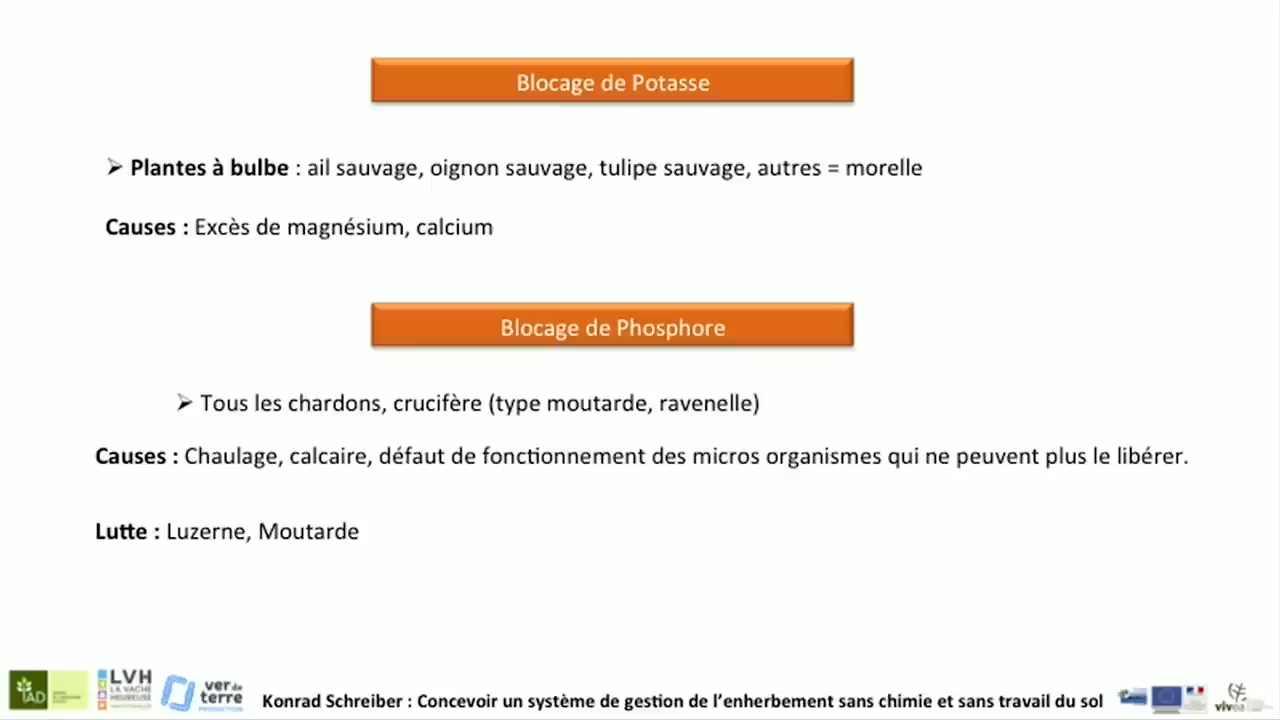 Blocage de Potasse
➢ Plantes à bulbe : ail sauvage, oignon sauvage, tulipe sauvage, autres = morelle
Causes : Excès de magnésium, calcium
Blocage de Phosphore
➢ Tous les chardons, crucifère (type moutarde, ravenelle)
Causes : Chaulage, calcaire, défaut de fonctionnement des micros organismes qui ne peuvent plus le libérer.
Lutte : Luzerne, Moutarde
IAD
LVH
LA VACHE
HEUREUSE
ver de
terre
PRODUCTION
Konrad Schreiber : Concevoir un système de gestion de l'enherbement sans chimie et sans travail du sol
vivea